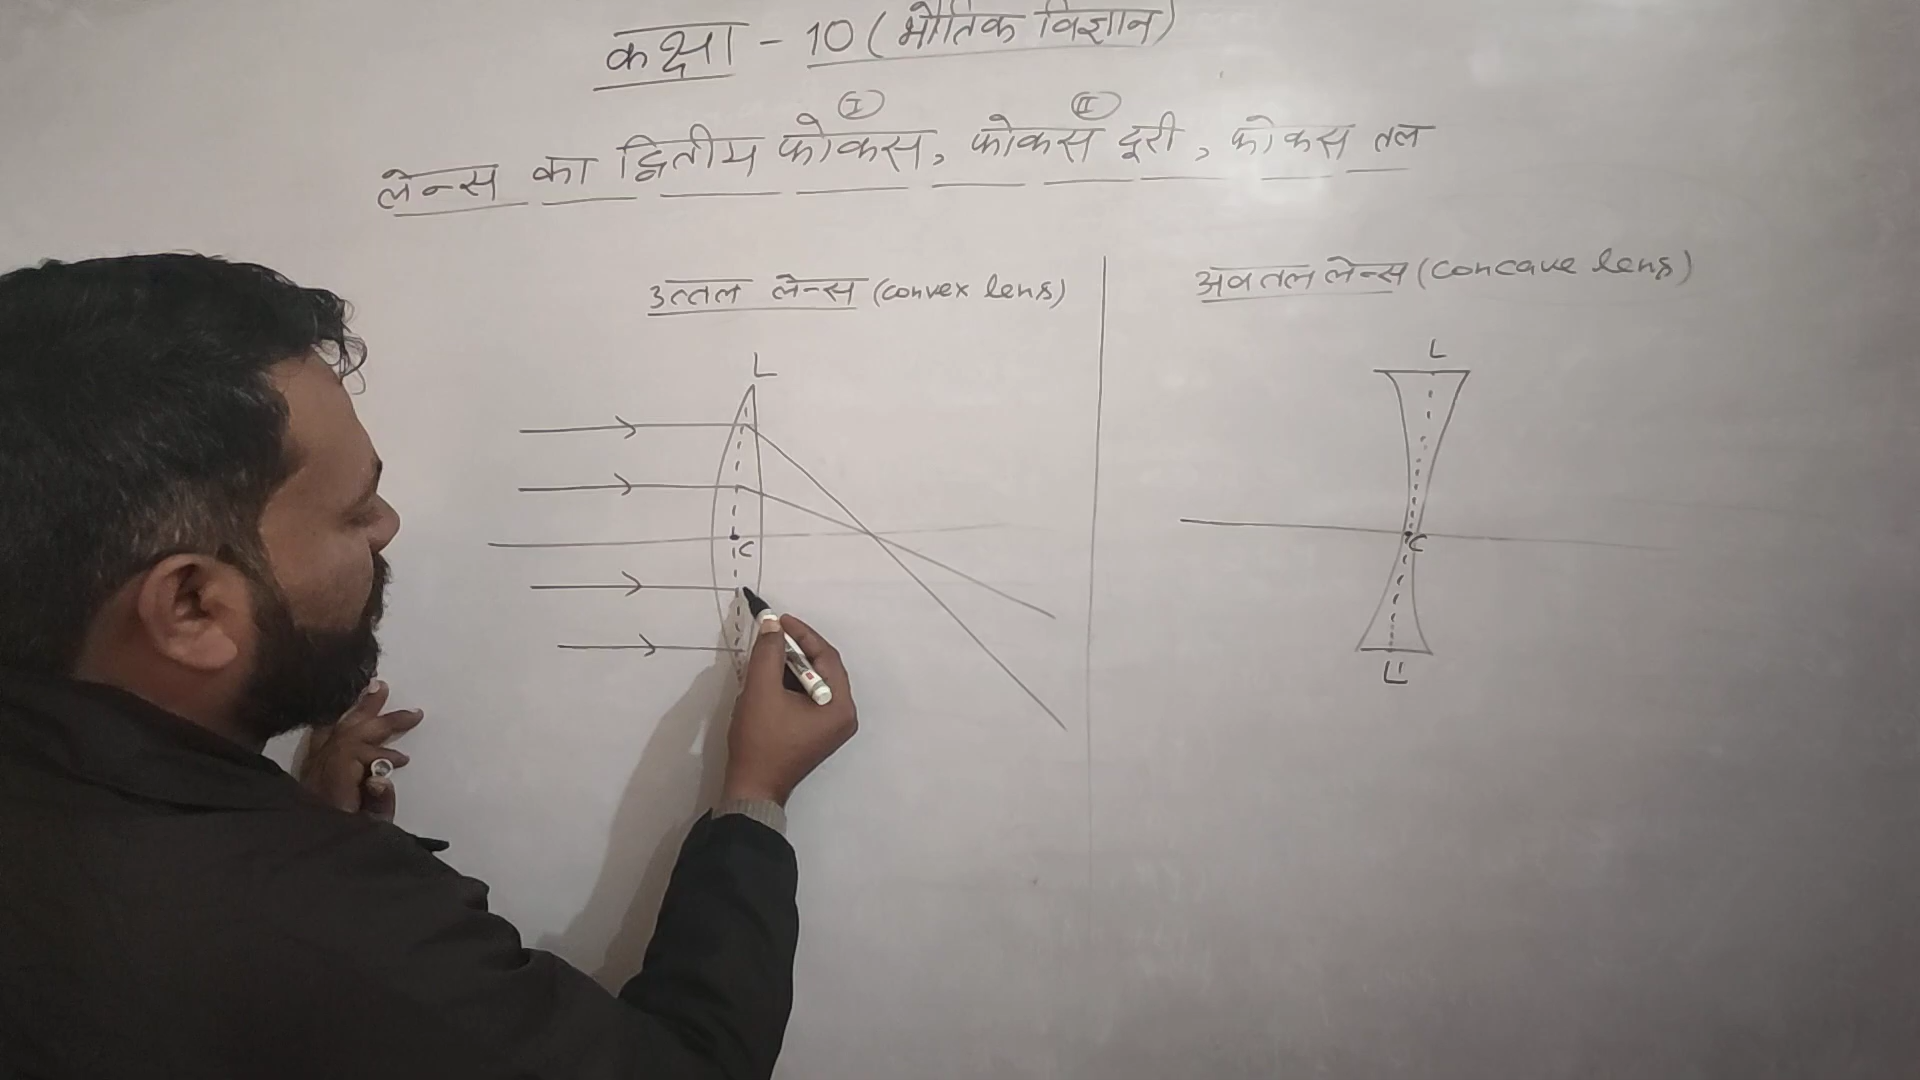 कक्षा - 10 (भौतिक विज्ञान)
I II
लेन्स का द्वितीय फोकस, फोकस दूरी, फोकस तल
उत्तल लेन्स (convex lens)
अवतल लेन्स (concave lens)
L
C
L
C
L'